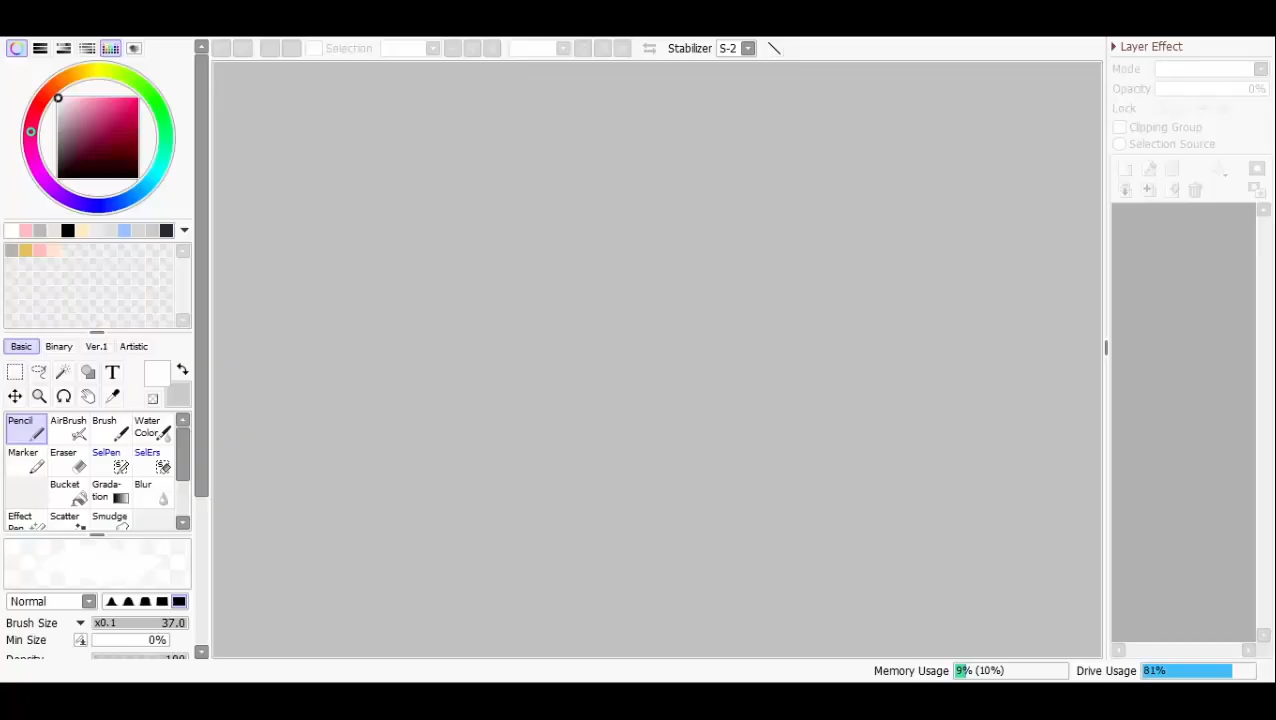 Selection
Stabilizer S-2
Layer Effect
Mode
Opacity 0%
Lock
Clipping Group
Selection Source
Basic Binary Ver.1 Artistic
T
Pencil AirBrush Brush Water Color
Marker Eraser SelPen SelErs
Bucket Grada-tion Blur
Effect Pen Scatter Smudge
Normal
Brush Size x0.1 37.0
Min Size 0%
Density 100
Memory Usage 9% (10%) Drive Usage 81%